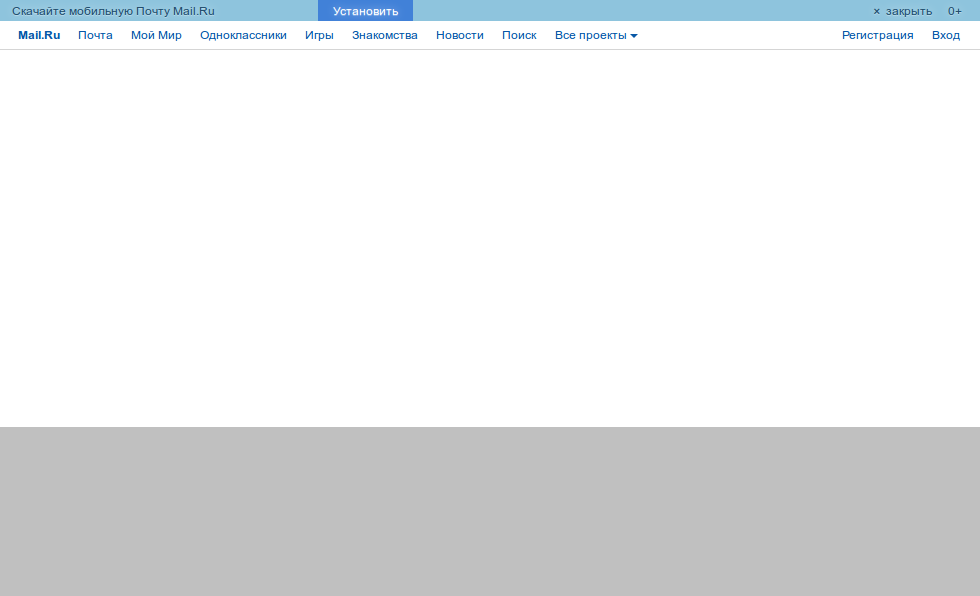 Скачайте мобильную Почту Mail.Ru Установить × закрыть 0+
Mail.Ru Почта Мой Мир Одноклассники Игры Знакомства Новости Поиск Все проекты Регистрация Вход